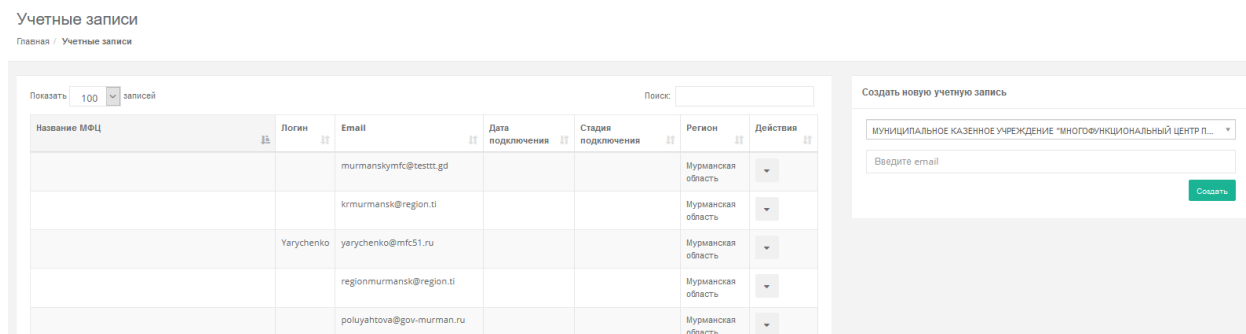 Учетные записи
Главная / Учетные записи
Показать 100 записей
Поиск:
Название МФЦ Логин Email Дата подключения Стадия подключения Регион Действия
murmanskymfc@testtt.gd Мурманская область
krmurmansk@region.ti Мурманская область
Yarychenko yarychenko@mfc51.ru Мурманская область
regionmurmansk@region.ti Мурманская область
poluyahtova@gov-murman.ru Мурманская область
Создать новую учетную запись
МУНИЦИПАЛЬНОЕ КАЗЕННОЕ УЧРЕЖДЕНИЕ "МНОГОФУНКЦИОНАЛЬНЫЙ ЦЕНТР П...
Введите email
Создать